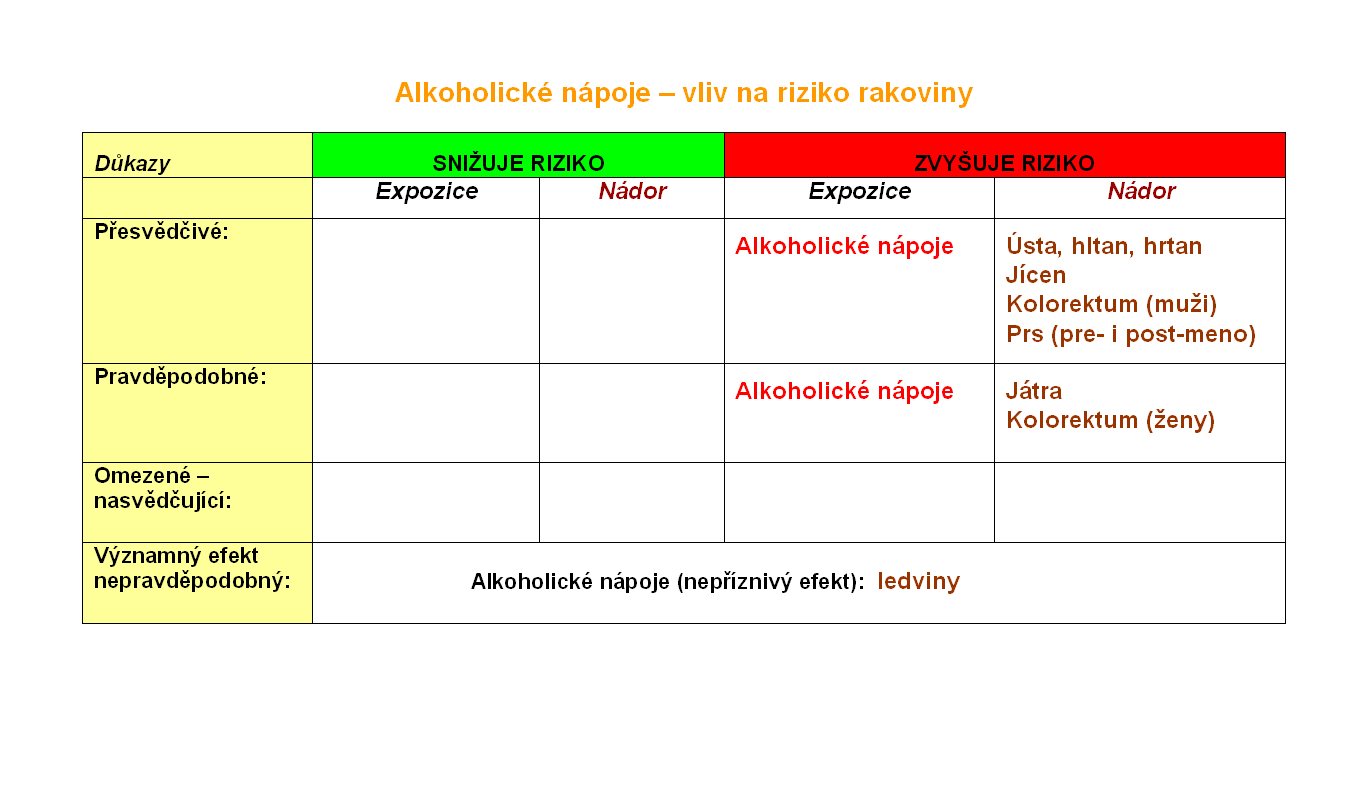 Alkoholické nápoje – vliv na riziko rakoviny
Důkazy
SNIŽUJE RIZIKO
ZVYŠUJE RIZIKO
Expozice
Nádor
Expozice
Nádor
Přesvědčivé:
Alkoholické nápoje
Ústa, hltan, hrtan
Jícen
Kolorektum (muži)
Prs (pre- i post-meno)
Pravděpodobné:
Alkoholické nápoje
Játra
Kolorektum (ženy)
Omezené –
nasvědčující:
Významný efekt
nepravděpodobný:
Alkoholické nápoje (nepříznivý efekt): ledviny